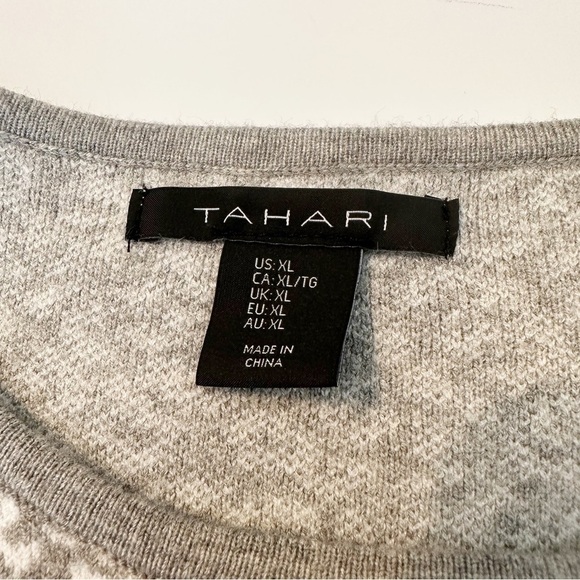 TAHARI
US: XL
CA: XL/TG
UK: XL
EU: XL
AU: XL
MADE IN
CHINA